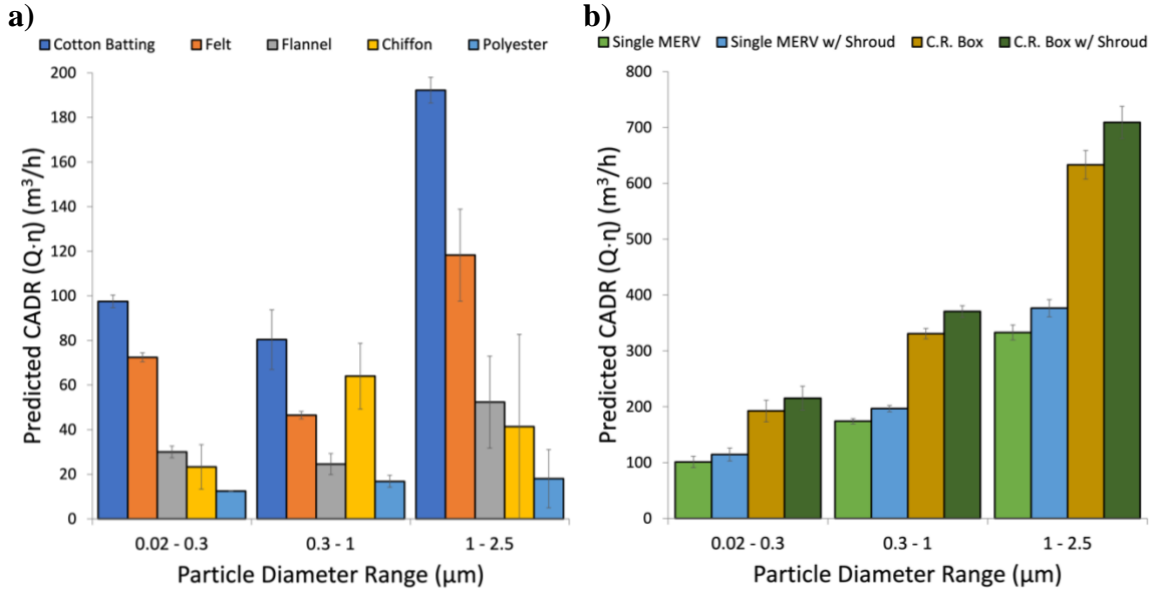 a)
Cotton Batting Felt Flannel Chiffon Polyester
Predicted CADR (Q·η) (m³/h)
200
180
160
140
120
100
80
60
40
20
0
0.02 - 0.3 0.3 - 1 1 - 2.5
Particle Diameter Range (µm)
b)
Single MERV Single MERV w/ Shroud C.R. Box C.R. Box w/ Shroud
Predicted CADR (Q·η) (m³/h)
800
700
600
500
400
300
200
100
0
0.02 - 0.3 0.3 - 1 1 - 2.5
Particle Diameter Range (µm)